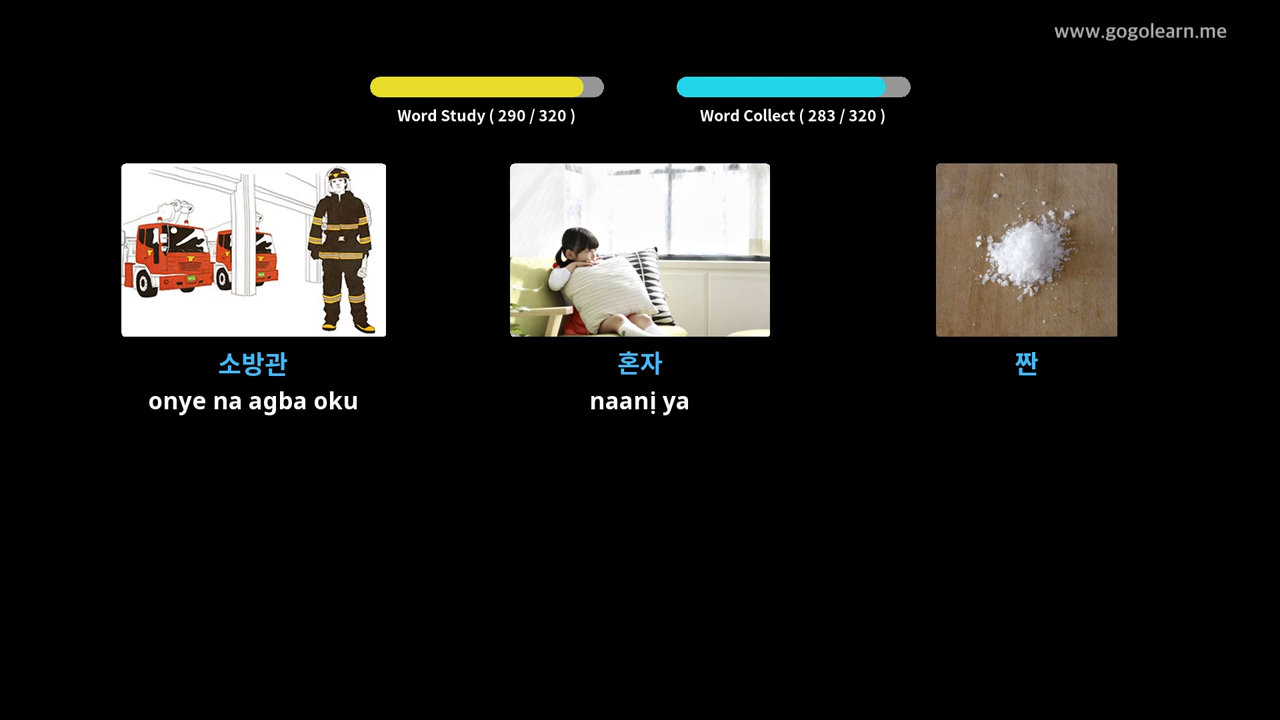 www.gogolearn.me
Word Study ( 290 / 320 )
Word Collect ( 283 / 320 )
소방관
onye na agba oku
혼자
naanị ya
짠